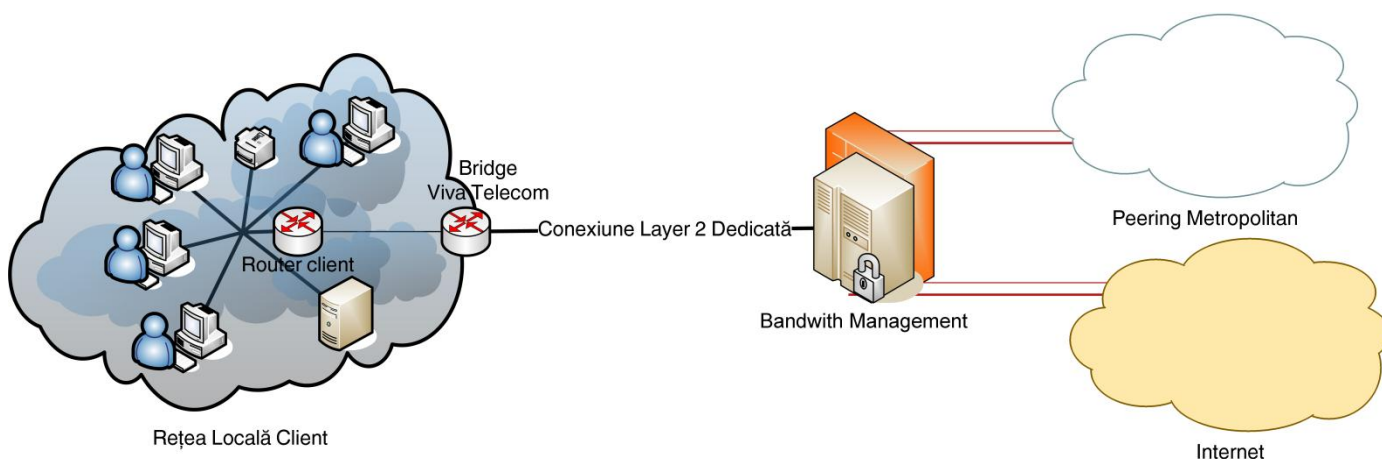 Bridge
Viva Telecom
Router client
Conexiune Layer 2 Dedicată
Bandwith Management
Peering Metropolitan
Rețea Locală Client
Internet